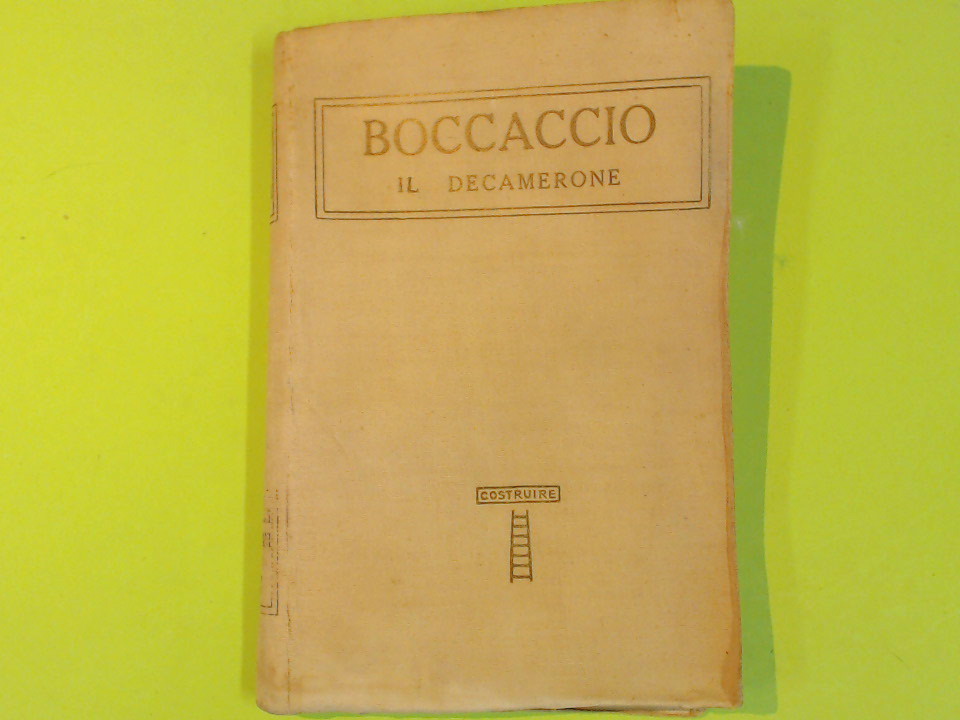 BOCCACCIO
IL DECAMERONE
COSTRUIRE